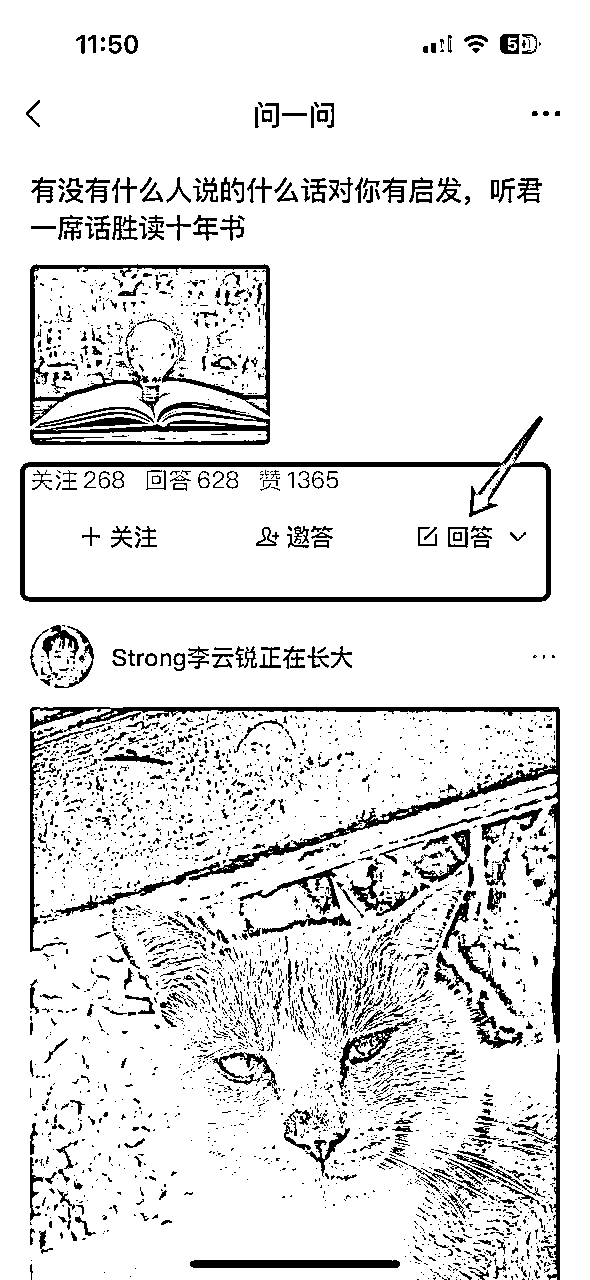 11:50
问一问
有没有什么人说的什么话对你有启发，听君
一席话胜读十年书
关注 268 回答 628 赞 1365
+ 关注 邀答 回答
Strong李云锐正在长大